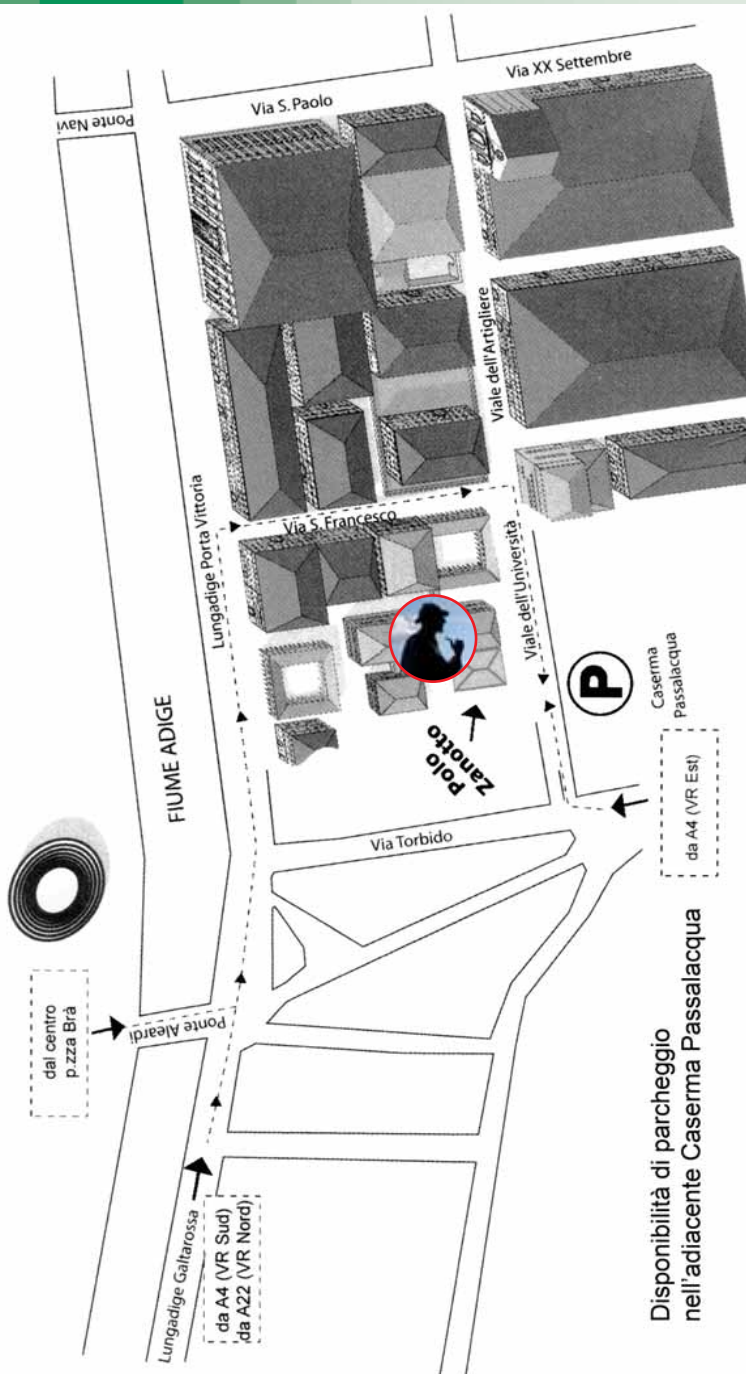 Ponte Navi
Via S. Paolo
Via XX Settembre
Lungadige Porta Vittoria
Viale dell'Artigliere
Via S. Francesco
Viale dell'Università
FIUME ADIGE
Polo
Zanotto
P
Caserma
Passalacqua
Via Torbido
da A4 (VR Est)
dal centro
p.zza Brà
Ponte Aleardi
Lungadige Galtarossa
da A4 (VR Sud)
da A22 (VR Nord)
Disponibilità di parcheggio
nell'adiacente Caserma Passalacqua